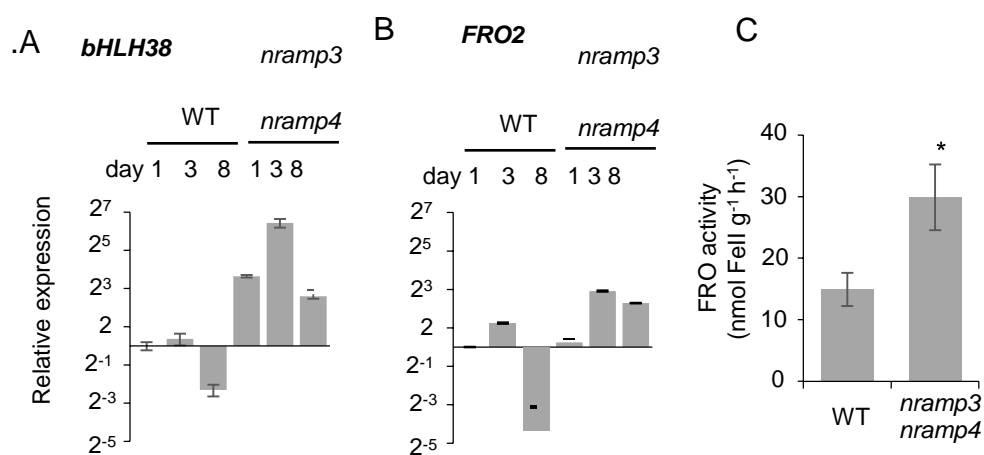 .A bHLH38 nramp3
WT nramp4
day 1 3 8 1 3 8
Relative expression
2⁷
2⁵
2³
2
2⁻¹
2⁻³
2⁻⁵
B FRO2 nramp3
WT nramp4
day 1 3 8 1 3 8
2⁷
2⁵
2³
2
2⁻¹
2⁻³
2⁻⁵
C
FRO activity
(nmol FeII g⁻¹ h⁻¹)
40
30
20
10
0
*
WT nramp3
nramp4